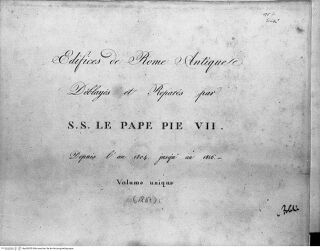 Edifices de Rome Antique
Déblayés et Réparés par
S.S. LE PAPE PIE VII.
Depuis l'an 1804 jusqu'au 1816.
Volume unique